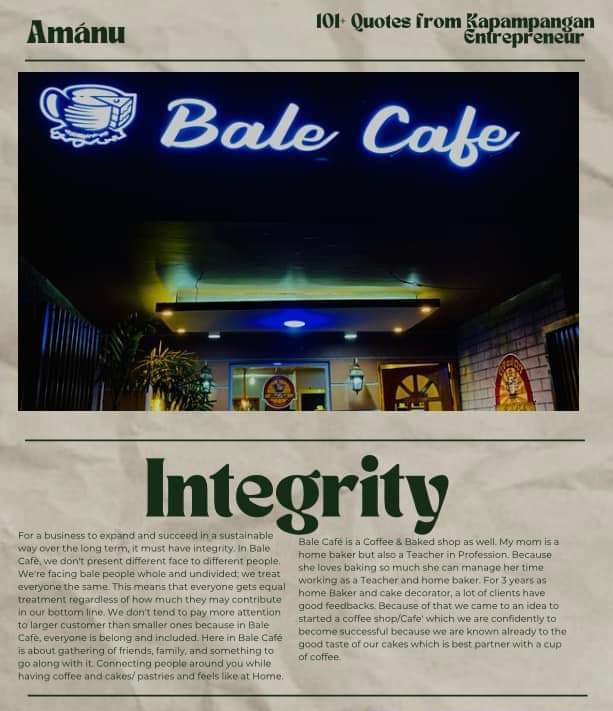 Amánu
101+ Quotes from Kapampangan
Entrepreneur
Bale Cafe
Integrity
For a business to expand and succeed in a sustainable
way over the long term, it must have integrity. In Bale
Cafè, we don't present different face to different people.
We're facing bale people whole and undivided; we treat
everyone the same. This means that everyone gets equal
treatment regardless of how much they may contribute
in our bottom line. We don't tend to pay more attention
to larger customer than smaller ones because in Bale
Cafè, everyone is belong and included. Here in Bale Café
is about gathering of friends, family, and something to
go along with it. Connecting people around you while
having coffee and cakes/ pastries and feels like at Home.
Bale Café is a Coffee & Baked shop as well. My mom is a
home baker but also a Teacher in Profession. Because
she loves baking so much she can manage her time
working as a Teacher and home baker. For 3 years as
home Baker and cake decorator, a lot of clients have
good feedbacks. Because of that we came to an idea to
started a coffee shop/Cafe' which we are confidently to
become successful because we are known already to the
good taste of our cakes which is best partner with a cup
of coffee.